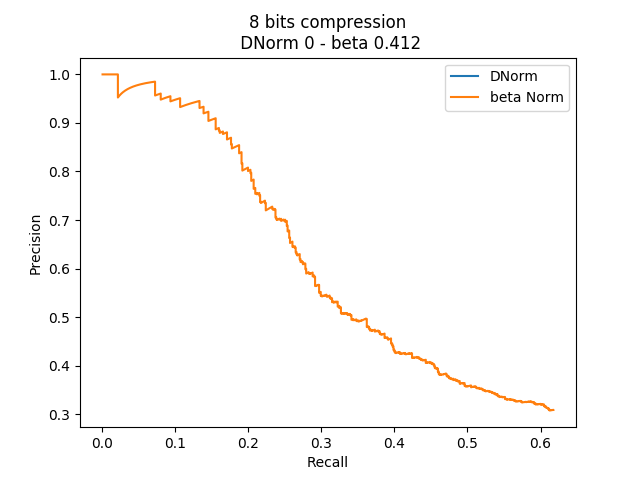 8 bits compression
DNorm 0 - beta 0.412
DNorm
beta Norm
1.0
0.9
0.8
0.7
0.6
0.5
0.4
0.3
Precision
0.0 0.1 0.2 0.3 0.4 0.5 0.6
Recall